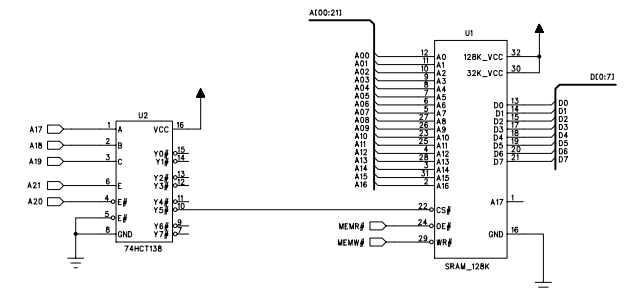 A[00:21]
U1
A00 12 A0 128K_VCC 32
A01 11 A1
A02 10 A2 32K_VCC 30
A03 9 A3
A04 8 A4
A05 7 A5
A06 6 A6
A07 5 A7
A08 27 A8
A09 26 A9
A10 23 A10
A11 25 A11
A12 4 A12
A13 28 A13
A14 3 A14
A15 31 A15
A16 2 A16
D[0:7]
D0 13 D0
D1 14 D1
D2 15 D2
D3 17 D3
D4 18 D4
D5 19 D5
D6 20 D6
D7 21 D7
A17 1
22 CS#
MEMR# 24 OE#
MEMW# 29 WR#
GND 16
SRAM_128K
U2
A17 1 A VCC 16
A18 2 B
A19 3 C
A21 6 E
A20 4 E#
5 E#
8 GND
Y0# 15
Y1# 14
Y2# 13
Y3# 12
Y4# 11
Y5# 10
Y6# 9
Y7# 7
74HCT138